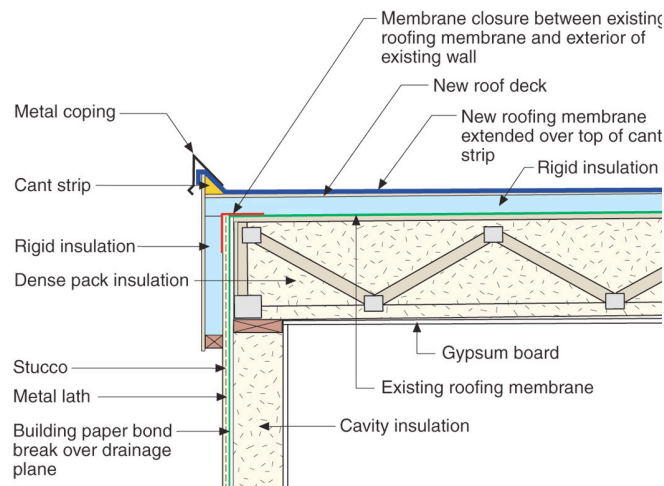 Membrane closure between existing
roofing membrane and exterior of
existing wall
New roof deck
Metal coping
New roofing membrane
extended over top of cant
strip
Rigid insulation
Cant strip
Rigid insulation
Dense pack insulation
Gypsum board
Stucco
Existing roofing membrane
Metal lath
Building paper bond
break over drainage
plane
Cavity insulation